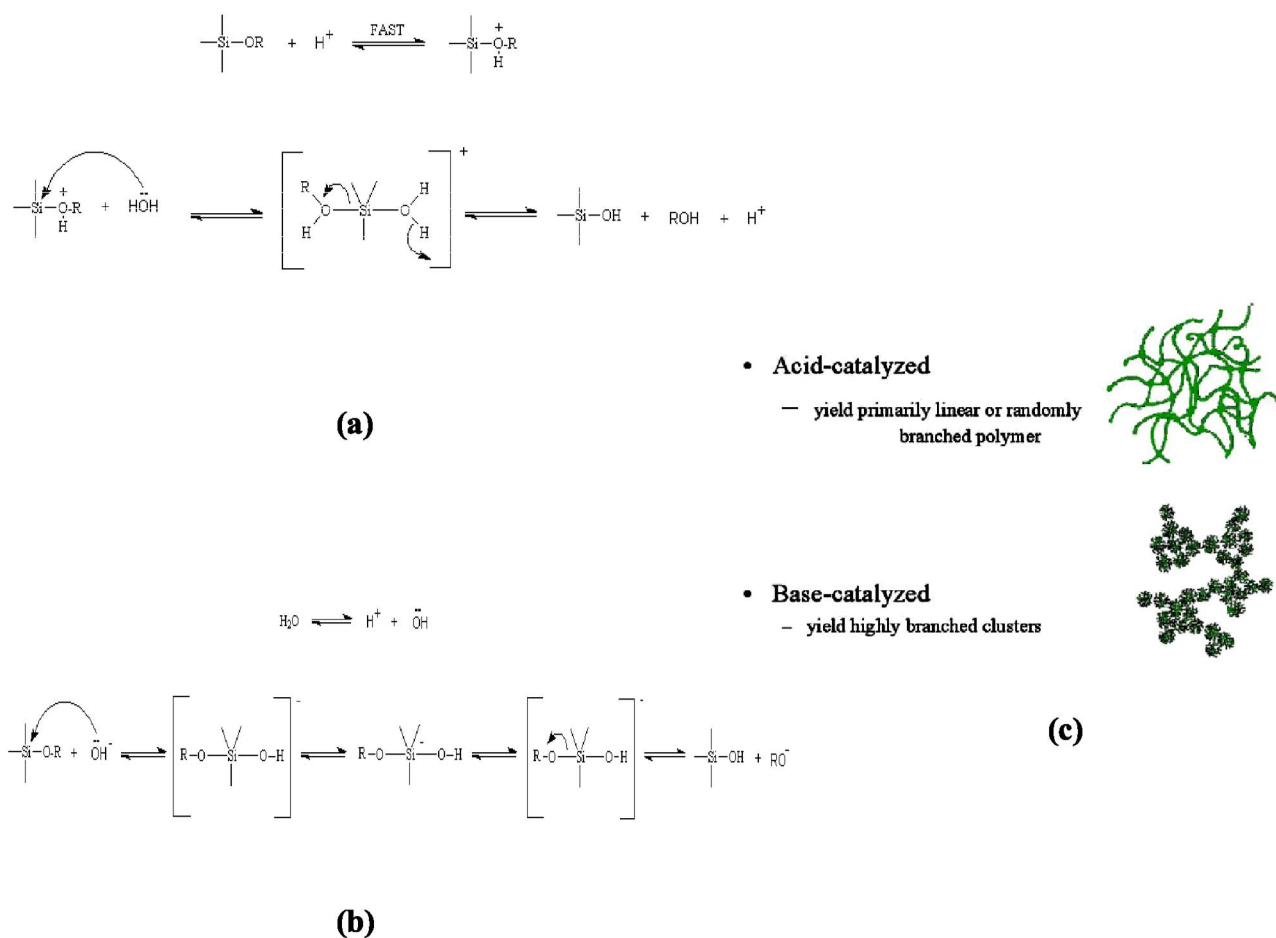 —Si—OR + H+ FAST —Si—O+-R
H
—Si—O+-R + HOH [ R O Si O H H H ]+ —Si—OH + ROH + H+
H
(a)
• Acid-catalyzed
— yield primarily linear or randomly
branched polymer
• Base-catalyzed
– yield highly branched clusters
(c)
H2O H+ + OH
—Si—O-R + OH- [ R—O—Si—O—H ]- R—O—Si-—O—H [ R—O—Si—O—H ]- —Si—OH + RO-
(b)